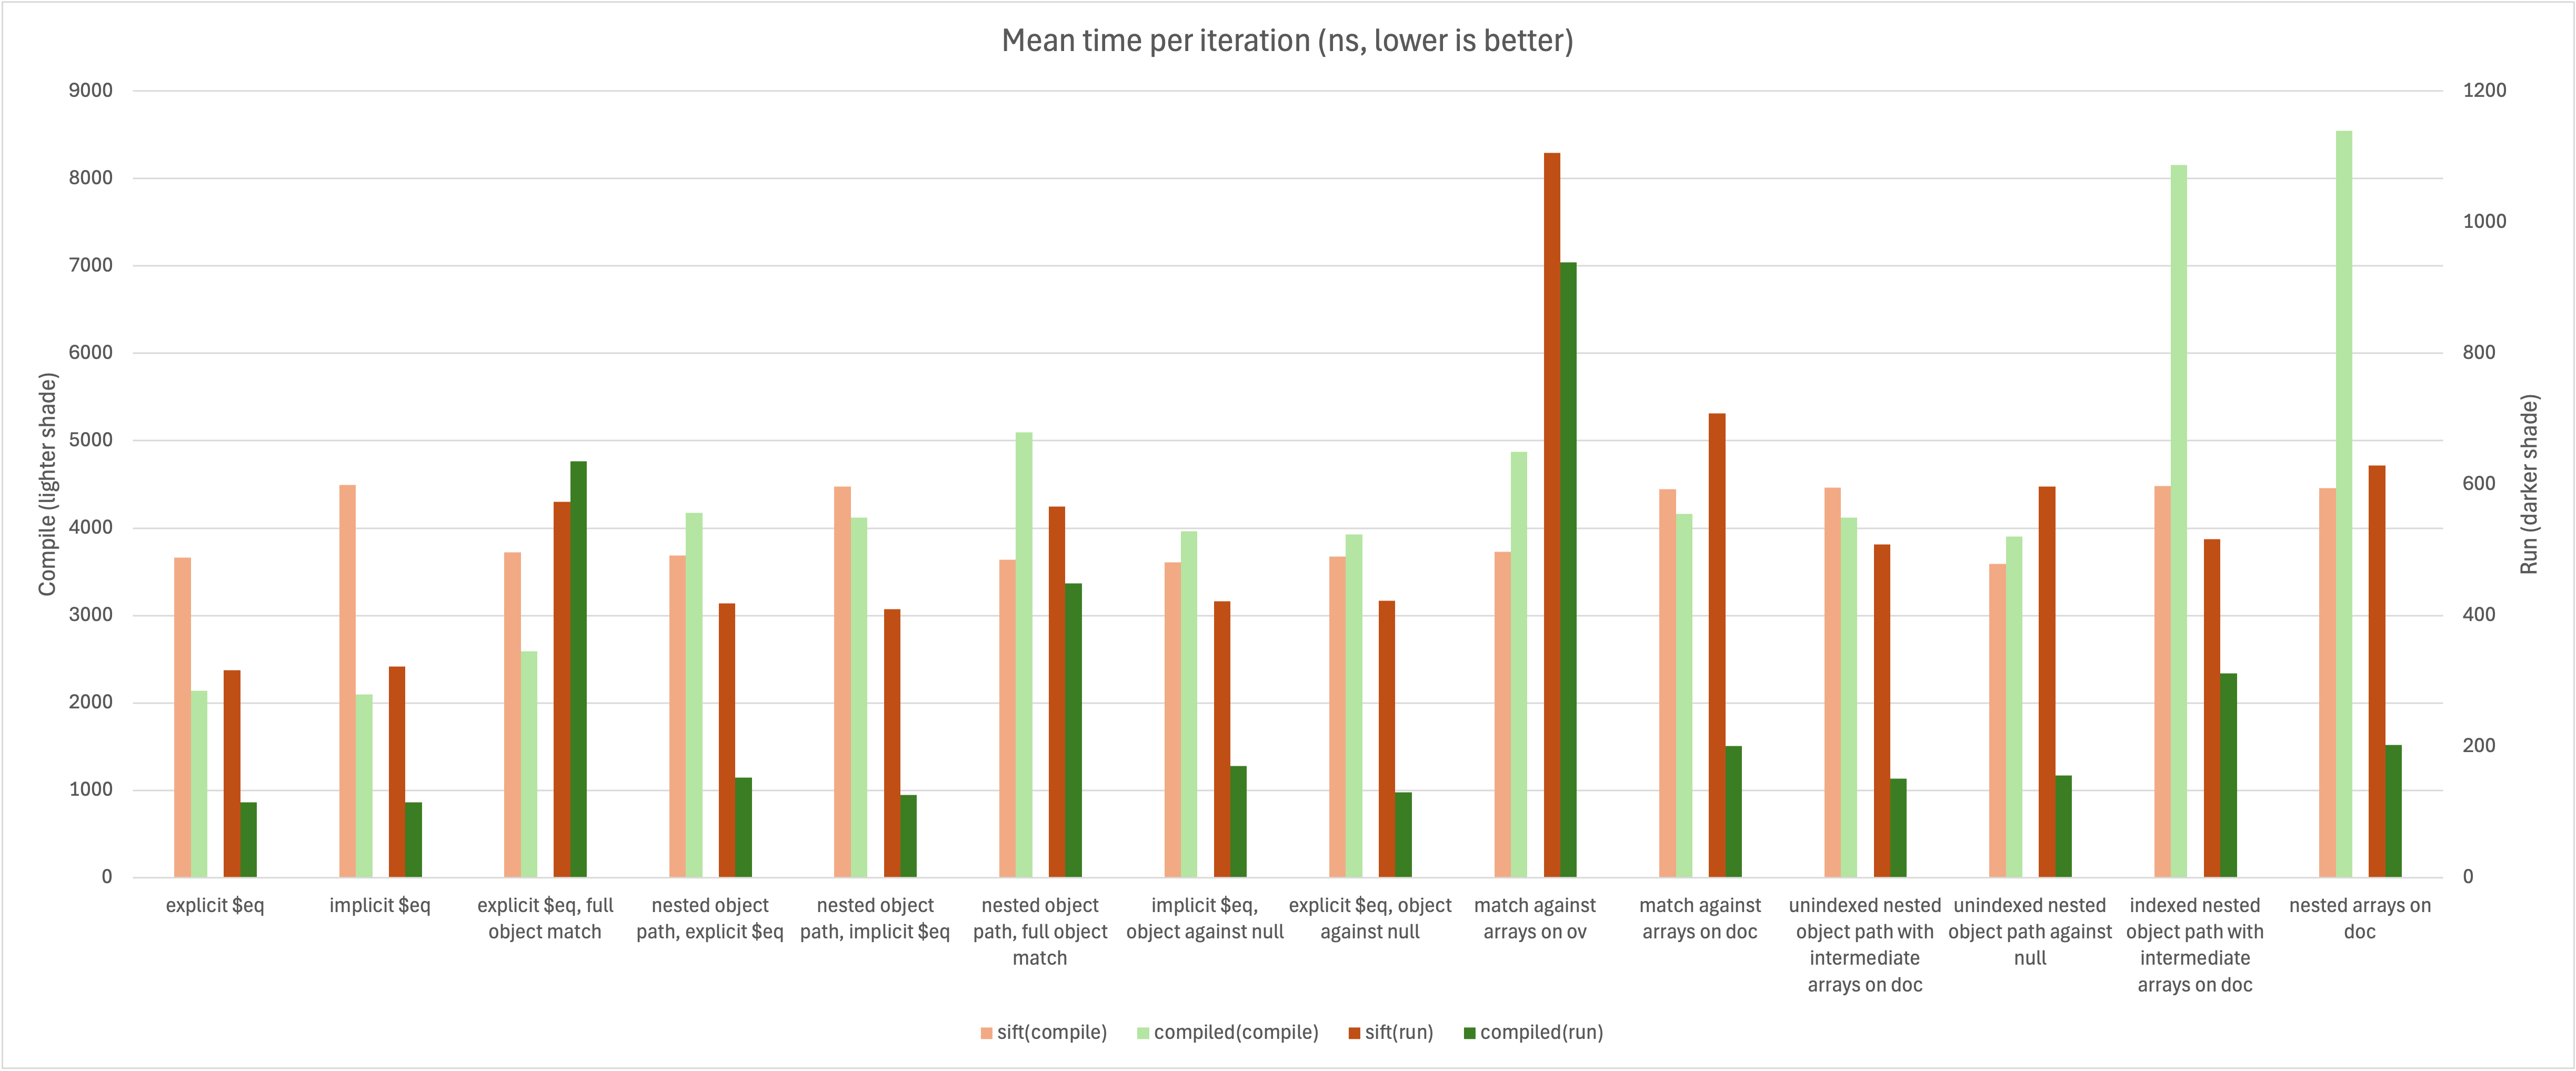 Mean time per iteration (ns, lower is better)
9000
8000
7000
6000
5000
4000
3000
2000
1000
0
Compile (lighter shade)
1200
1000
800
600
400
200
0
Run (darker shade)
explicit $eq
implicit $eq
explicit $eq, full
object match
nested object
path, explicit $eq
nested object
path, implicit $eq
nested object
path, full object
match
implicit $eq,
object against null
explicit $eq, object
against null
match against
arrays on ov
match against
arrays on doc
unindexed nested
object path with
intermediate
arrays on doc
unindexed nested
object path against
null
indexed nested
object path with
intermediate
arrays on doc
nested arrays on
doc
sift(compile)
compiled(compile)
sift(run)
compiled(run)